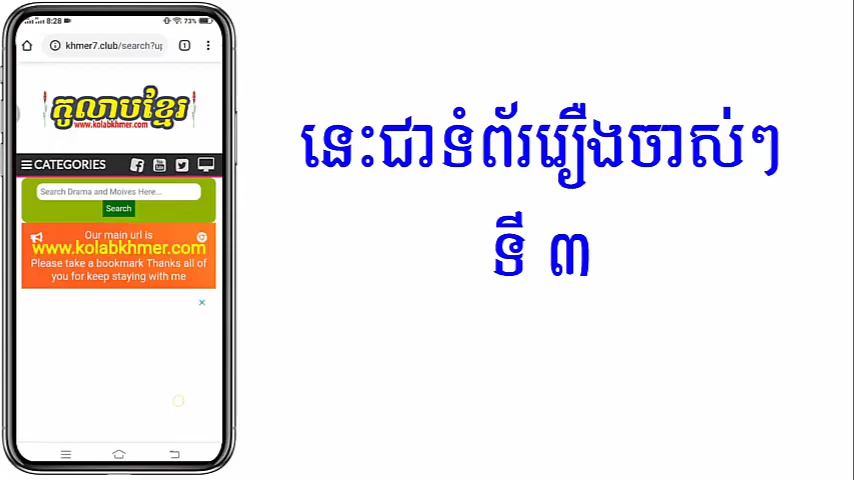 8:28
73%
khmer7.club/search?up
1
កូលាបខ្មែរ
www.kolabkhmer.com
CATEGORIES
Search Drama and Moives Here...
Search
Our main url is
www.kolabkhmer.com
Please take a bookmark Thanks all of
you for keep staying with me
នេះជាទំព័ររឿងចាស់ៗ
ទី ៣